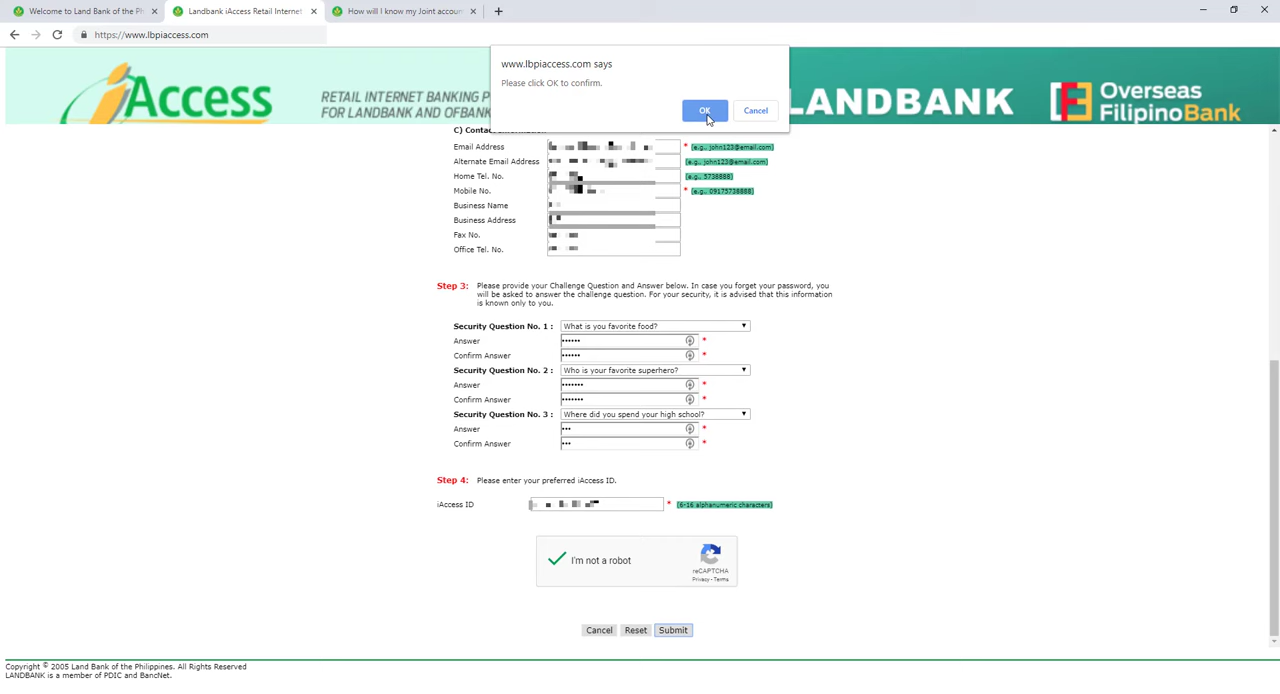 Welcome to Land Bank of the Phi
Landbank iAccess Retail Internet
How will I know my Joint accoun
https://www.lbpiaccess.com
iAccess
RETAIL INTERNET BANKING P
FOR LANDBANK AND OFBANK
LANDBANK
Overseas
FilipinoBank
www.lbpiaccess.com says
Please click OK to confirm.
OK
Cancel
C) Contact Information
Email Address * [e.g., john123@email.com]
Alternate Email Address [e.g., john123@email.com]
Home Tel. No. [e.g., 5738888]
Mobile No. * [e.g., 09175738888]
Business Name
Business Address
Fax No.
Office Tel. No.
Step 3: Please provide your Challenge Question and Answer below. In case you forget your password, you
will be asked to answer the challenge question. For your security, it is advised that this information
is known only to you.
Security Question No. 1 : What is you favorite food?
Answer •••••• *
Confirm Answer •••••• *
Security Question No. 2 : Who is your favorite superhero?
Answer ••••••• *
Confirm Answer ••••••• *
Security Question No. 3 : Where did you spend your high school?
Answer ••• *
Confirm Answer ••• *
Step 4: Please enter your preferred iAccess ID.
iAccess ID * [6-16 alphanumeric characters]
I'm not a robot
reCAPTCHA
Privacy - Terms
Cancel Reset Submit
Copyright © 2005 Land Bank of the Philippines. All Rights Reserved
LANDBANK is a member of PDIC and BancNet.